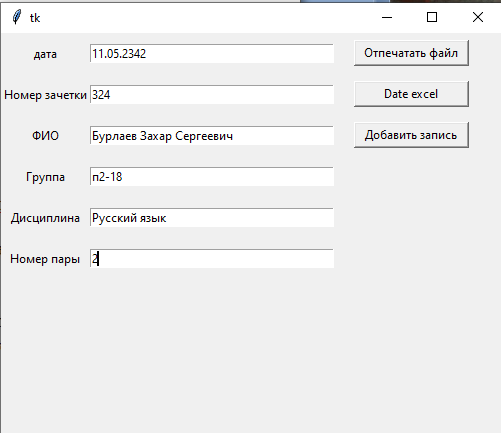 tk
дата 11.05.2342 Отпечатать файл
Номер зачетки 324 Date excel
ФИО Бурлаев Захар Сергеевич Добавить запись
Группа п2-18
Дисциплина Русский язык
Номер пары 2